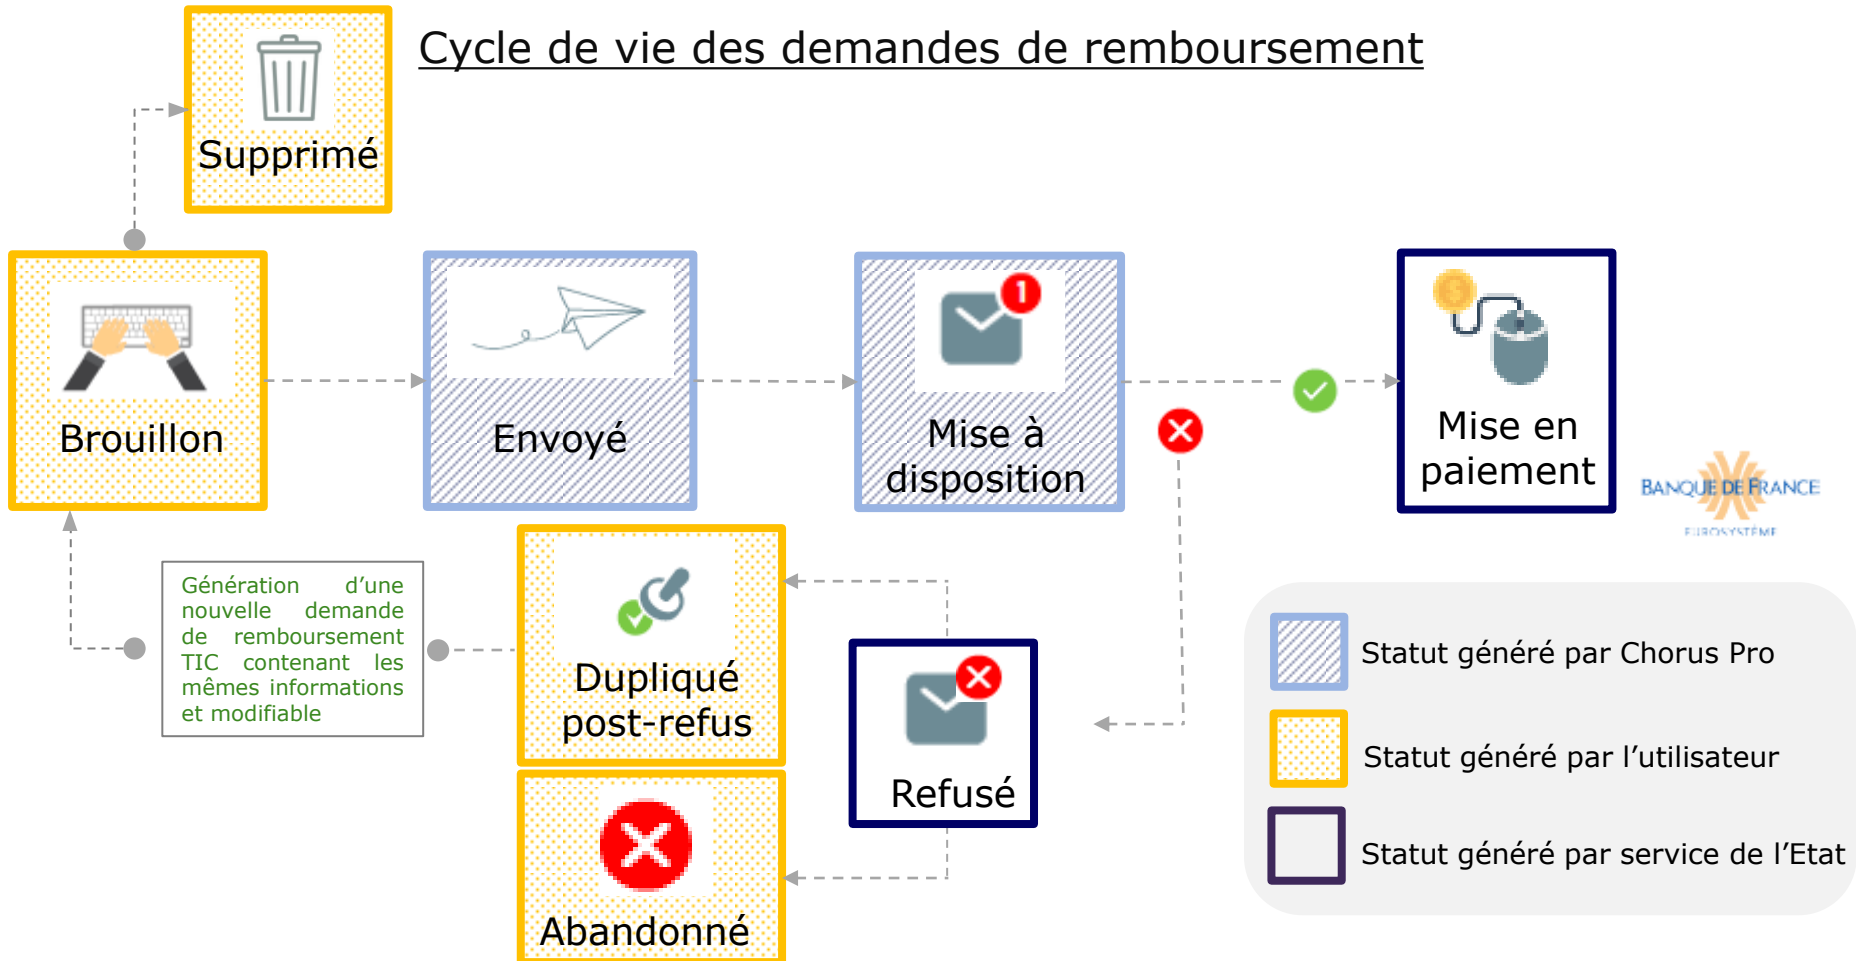 Cycle de vie des demandes de remboursement
Supprimé
Brouillon
Envoyé
1
Mise à
disposition
Mise en
paiement
BANQUE DE FRANCE
EUROSYSTÈME
Génération d’une
nouvelle demande
de remboursement
TIC contenant les
mêmes informations
et modifiable
Dupliqué
post-refus
Refusé
Abandonné
Statut généré par Chorus Pro
Statut généré par l’utilisateur
Statut généré par service de l’Etat